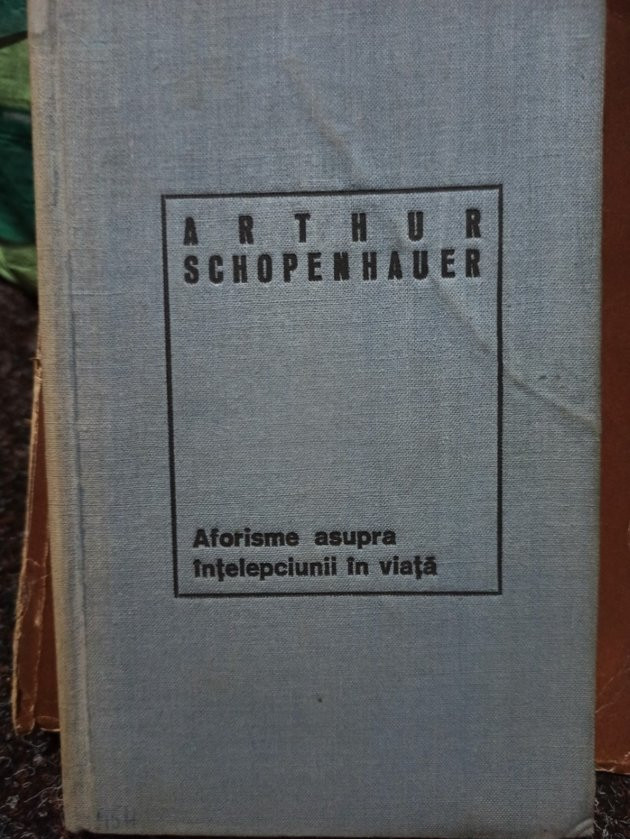 ARTHUR
SCHOPENHAUER
Aforisme asupra
înțelepciunii în viață